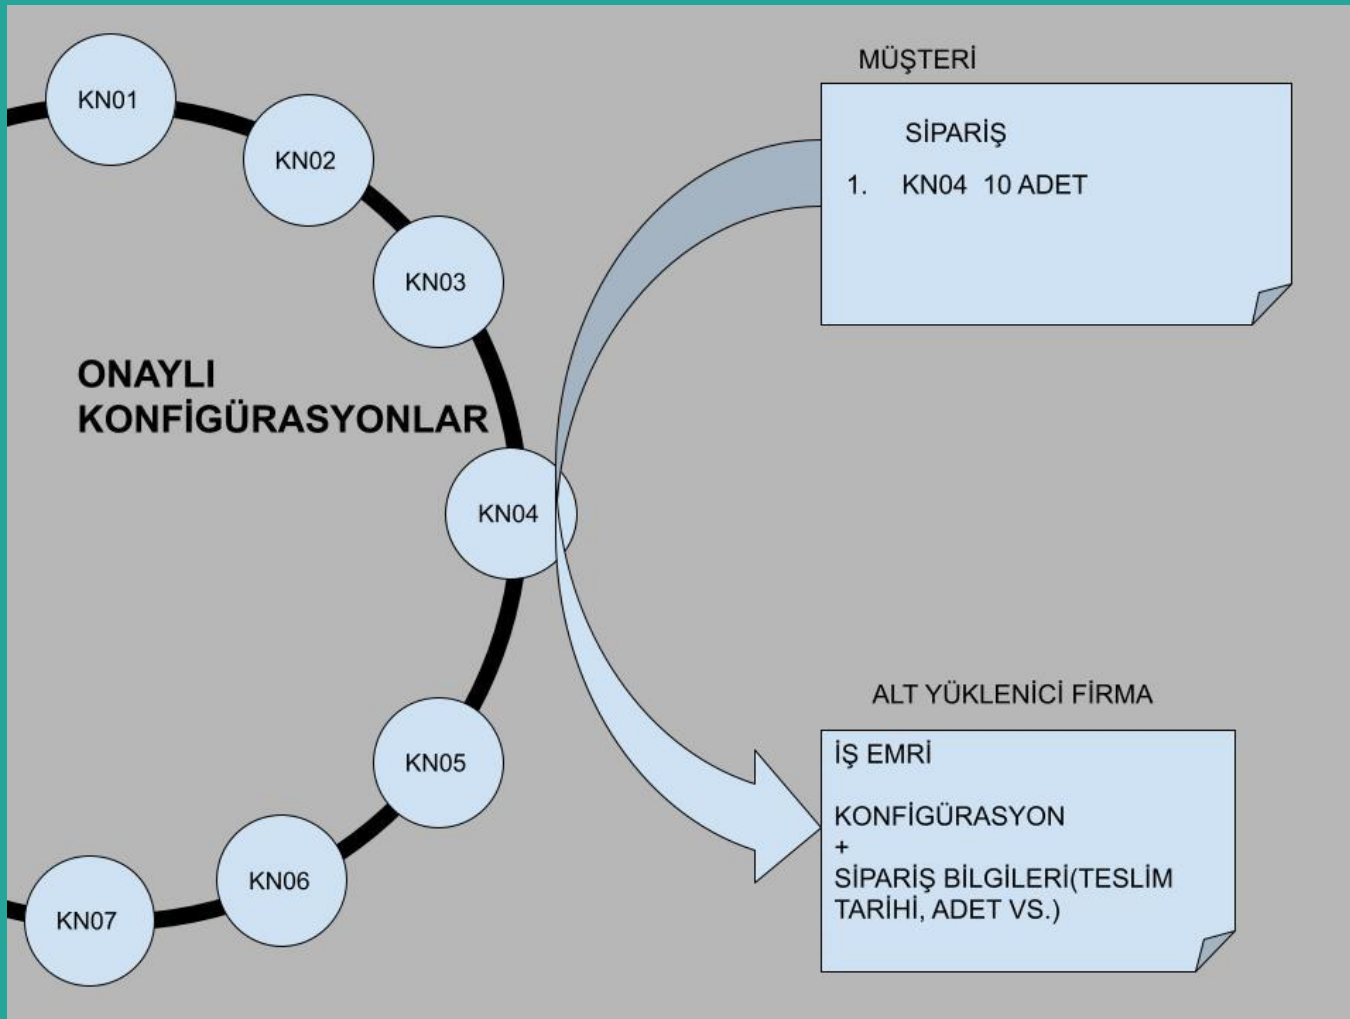 KN01
KN02
KN03
ONAYLI
KONFİGÜRASYONLAR
KN04
KN05
KN06
KN07
MÜŞTERİ
SİPARİŞ
1. KN04 10 ADET
ALT YÜKLENİCİ FİRMA
İŞ EMRİ
KONFİGÜRASYON
+
SİPARİŞ BİLGİLERİ(TESLİM
TARİHİ, ADET VS.)